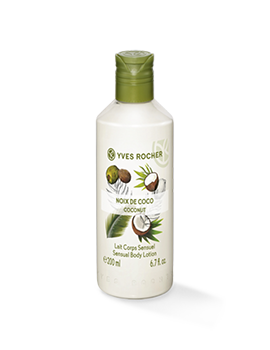 YVES ROCHER
NOIX DE COCO
COCONUT
Lait Corps Sensuel
Sensual Body Lotion
℮200 ml 6.7 fl. oz